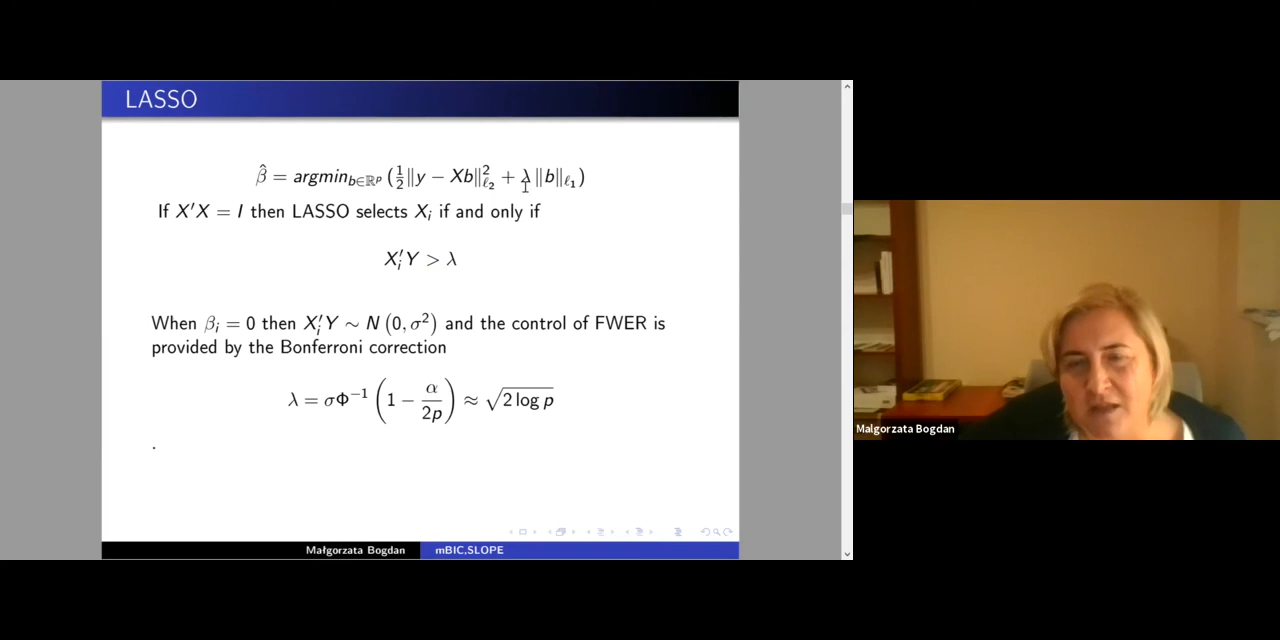 LASSO
β̂ = argmin_{b∈ℝ^p} (½‖y − Xb‖²_{ℓ₂} + λ‖b‖_{ℓ₁})
If X′X = I then LASSO selects X_i if and only if
X′_iY > λ
When β_i = 0 then X′_iY ∼ N(0, σ²) and the control of FWER is
provided by the Bonferroni correction
λ = σΦ⁻¹(1 − α/2p) ≈ √(2 log p)
.
Małgorzata Bogdan
mBIC,SLOPE
Malgorzata Bogdan